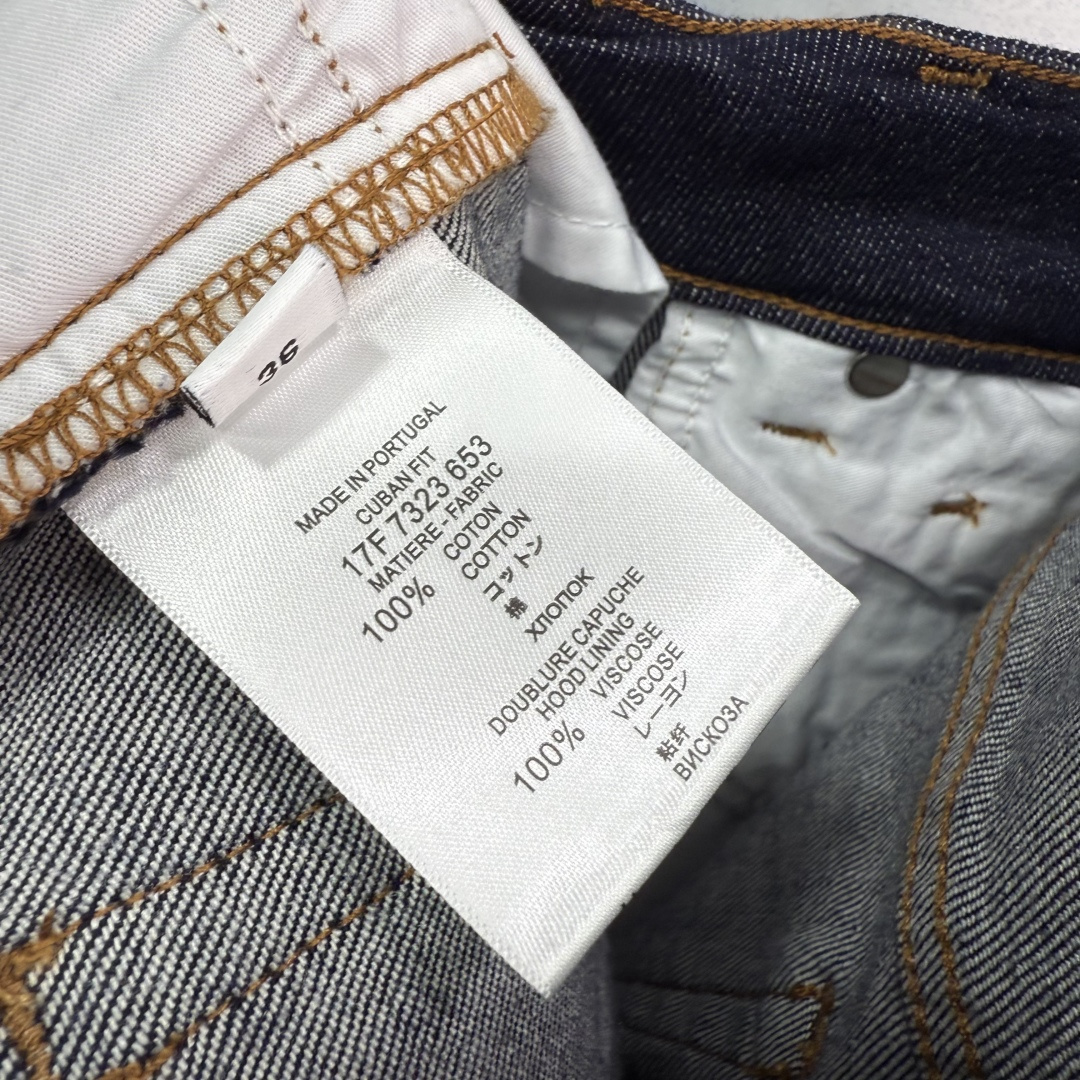 36
MADE IN PORTUGAL
CUBAN FIT
17F 7323 653
MATIERE - FABRIC
100% COTON
COTTON
コットン
棉
ХЛОПОК
DOUBLURE CAPUCHE
HOOD LINING
100% VISCOSE
VISCOSE
レーヨン
粘纤
ВИСКОЗА